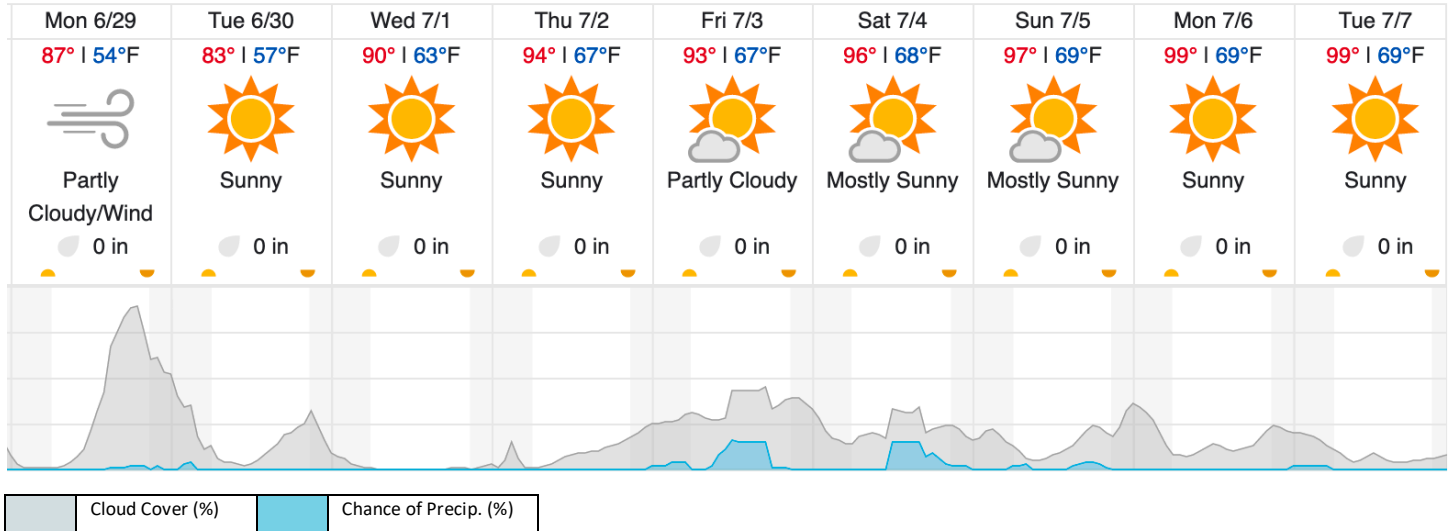 Mon 6/29 Tue 6/30 Wed 7/1 Thu 7/2 Fri 7/3 Sat 7/4 Sun 7/5 Mon 7/6 Tue 7/7
87° | 54°F 83° | 57°F 90° | 63°F 94° | 67°F 93° | 67°F 96° | 68°F 97° | 69°F 99° | 69°F 99° | 69°F
Partly Sunny Sunny Sunny Partly Cloudy Mostly Sunny Mostly Sunny Sunny Sunny
Cloudy/Wind
0 in 0 in 0 in 0 in 0 in 0 in 0 in 0 in 0 in
Cloud Cover (%) Chance of Precip. (%)